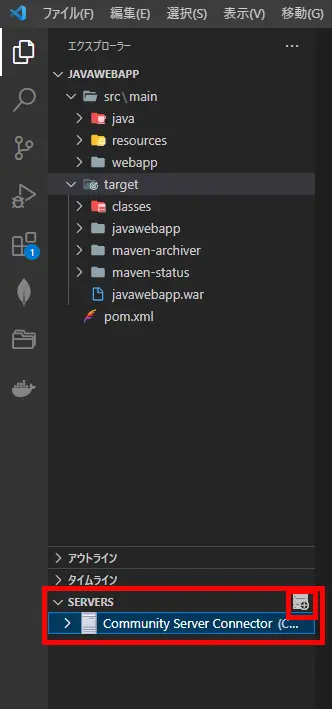 ファイル(F) 編集(E) 選択(S) 表示(V) 移動(G)
エクスプローラー ...
JAVAWEBAPP
src\main
java
resources
webapp
target
classes
javawebapp
maven-archiver
maven-status
javawebapp.war
pom.xml
1
アウトライン
タイムライン
SERVERS
Community Server Connector (C...